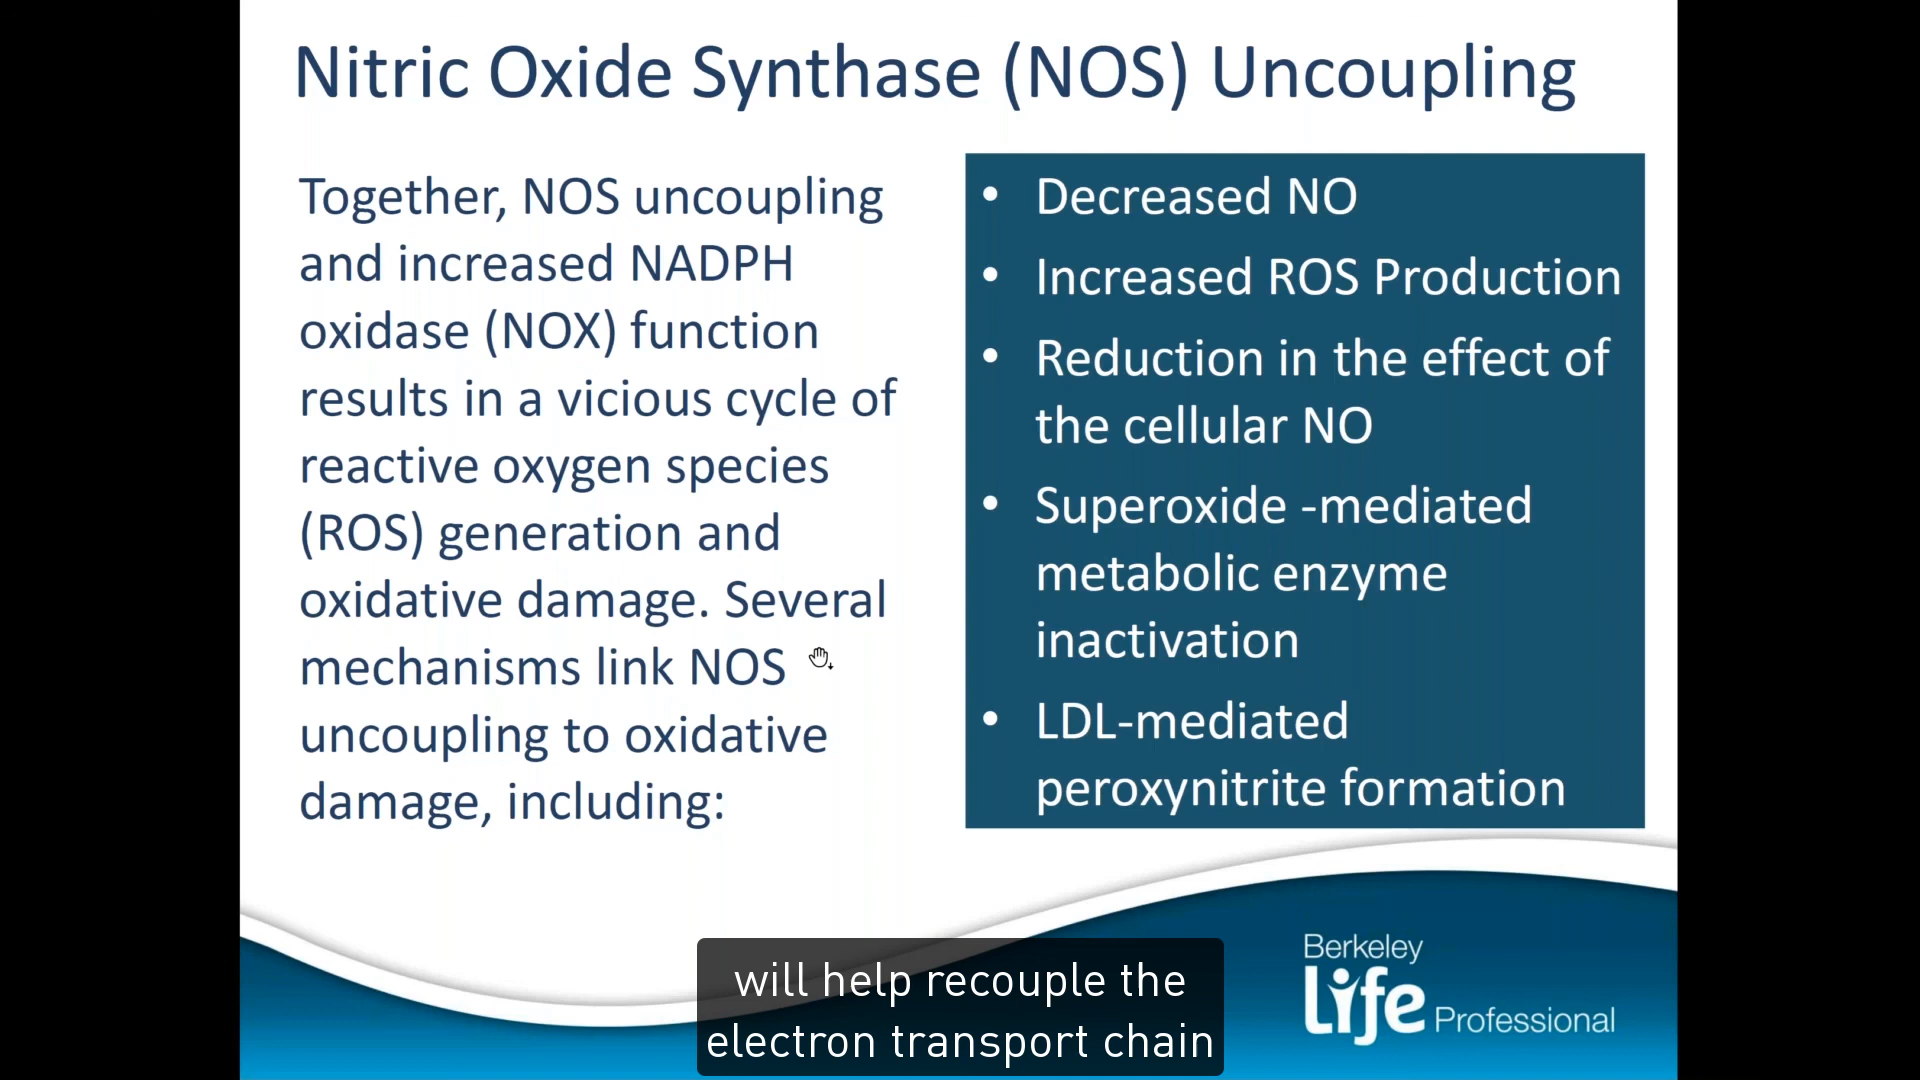 Nitric Oxide Synthase (NOS) Uncoupling
Together, NOS uncoupling
and increased NADPH
oxidase (NOX) function
results in a vicious cycle of
reactive oxygen species
(ROS) generation and
oxidative damage. Several
mechanisms link NOS
uncoupling to oxidative
damage, including:
• Decreased NO
• Increased ROS Production
• Reduction in the effect of
the cellular NO
• Superoxide -mediated
metabolic enzyme
inactivation
• LDL-mediated
peroxynitrite formation
will help recouple the
electron transport chain
Berkeley
Life Professional